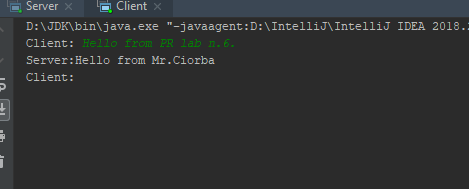 Server Client
D:\JDK\bin\java.exe "-javaagent:D:\IntelliJ\IntelliJ IDEA 2018.
Client: Hello from PR lab n.6.
Server:Hello from Mr.Ciorba
Client: